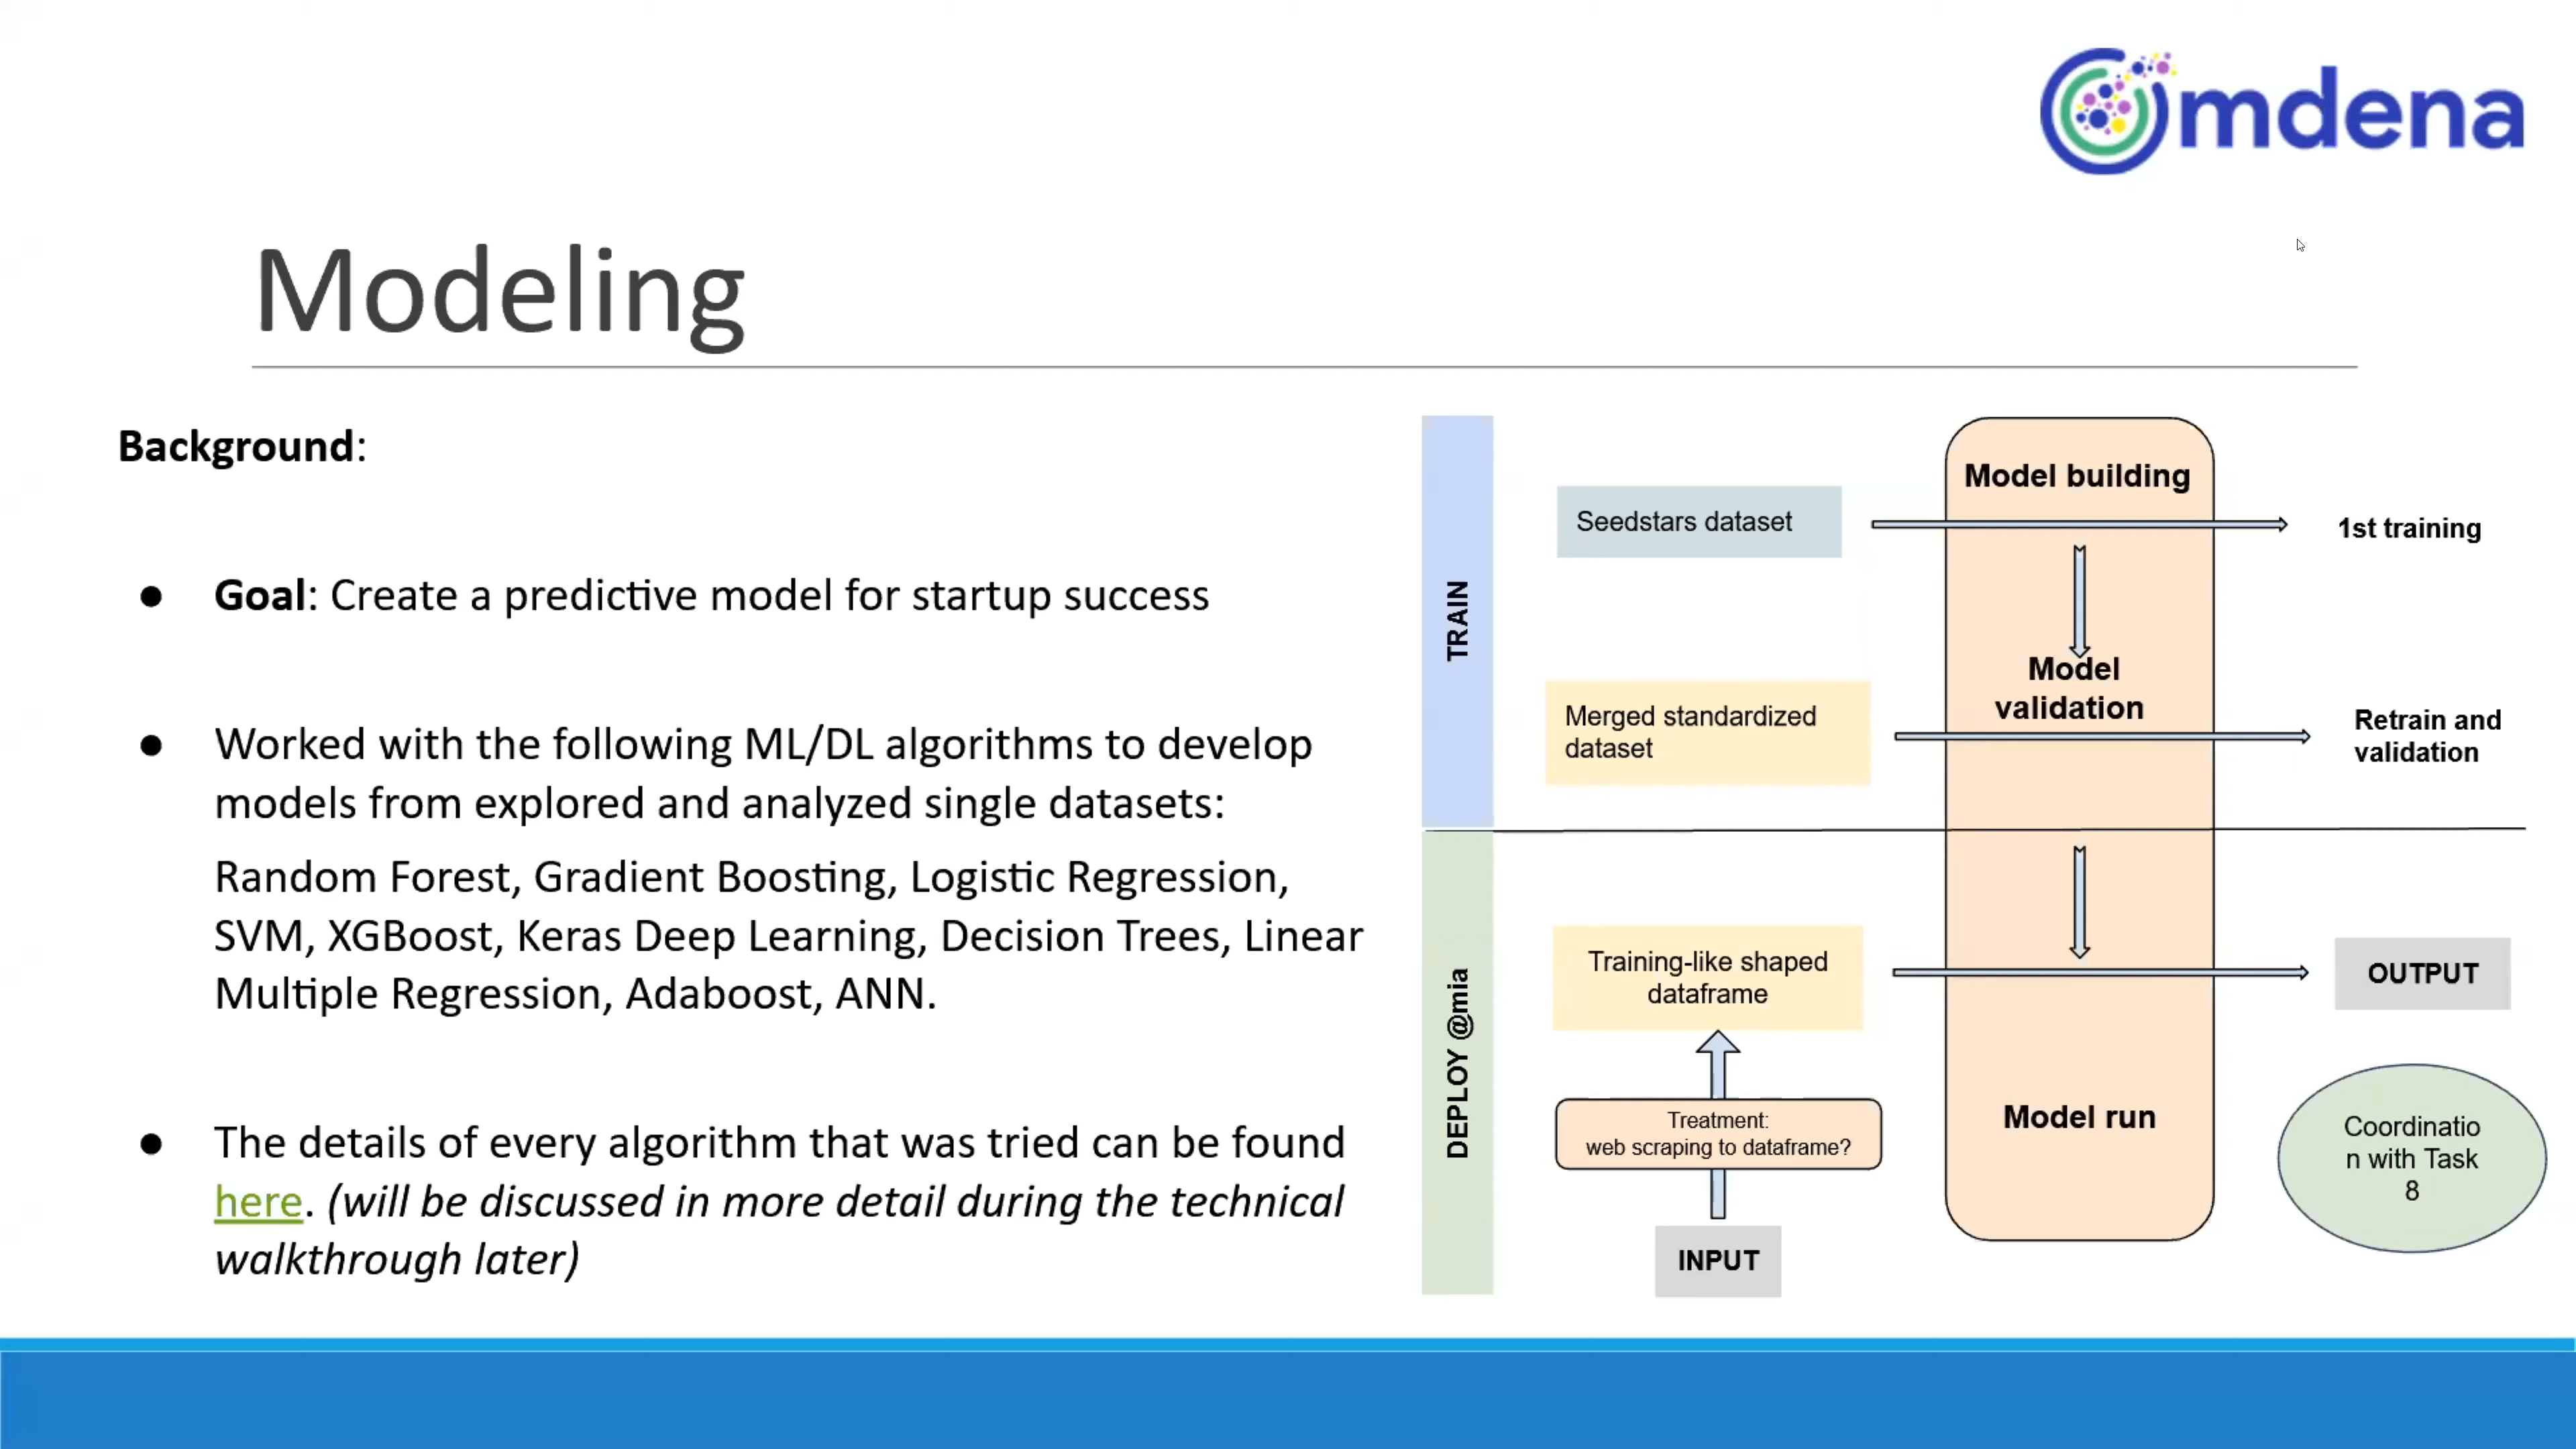 Omdena
Modeling
Background:
● Goal: Create a predictive model for startup success
● Worked with the following ML/DL algorithms to develop
models from explored and analyzed single datasets:
Random Forest, Gradient Boosting, Logistic Regression,
SVM, XGBoost, Keras Deep Learning, Decision Trees, Linear
Multiple Regression, Adaboost, ANN.
● The details of every algorithm that was tried can be found
here. (will be discussed in more detail during the technical
walkthrough later)
TRAIN
Seedstars dataset
Model building
1st training
Merged standardized
dataset
Model
validation
Retrain and
validation
DEPLOY @mia
Training-like shaped
dataframe
OUTPUT
Treatment:
web scraping to dataframe?
Model run
Coordinatio
n with Task
8
INPUT